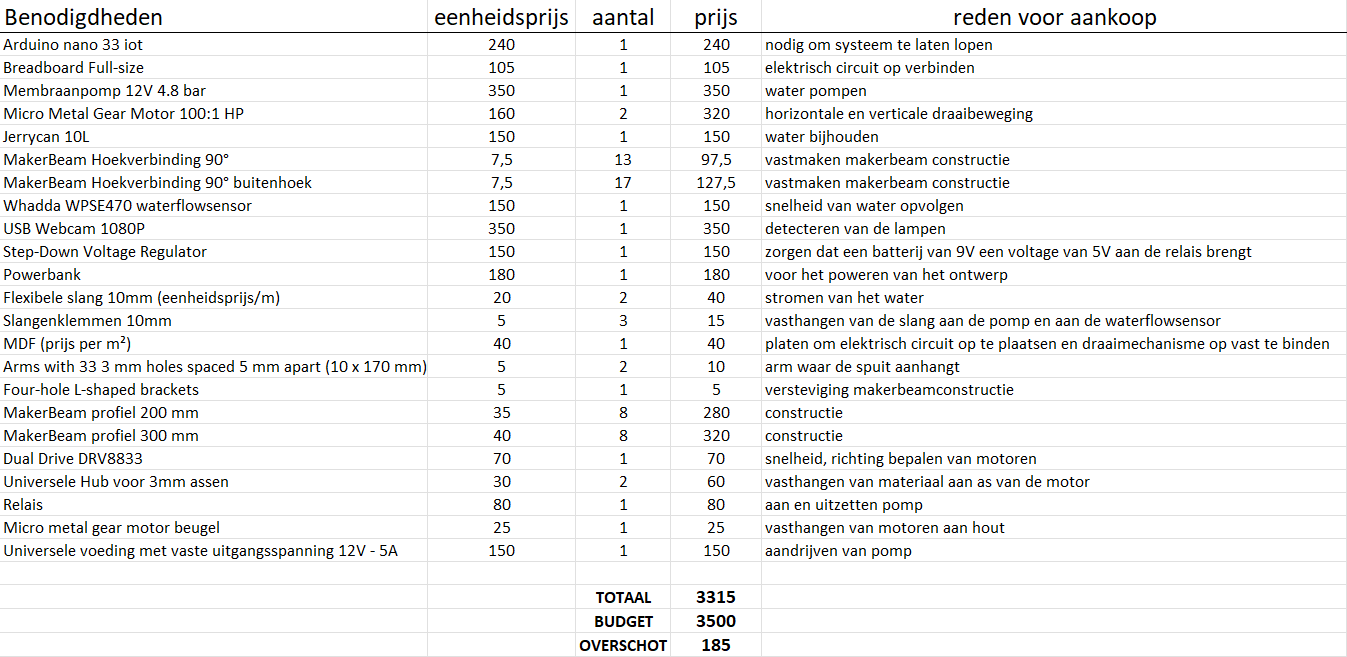 Benodigdheden eenheidsprijs aantal prijs reden voor aankoop
Arduino nano 33 iot 240 1 240 nodig om systeem te laten lopen
Breadboard Full-size 105 1 105 elektrisch circuit op verbinden
Membraanpomp 12V 4.8 bar 350 1 350 water pompen
Micro Metal Gear Motor 100:1 HP 160 2 320 horizontale en verticale draaibeweging
Jerrycan 10L 150 1 150 water bijhouden
MakerBeam Hoekverbinding 90° 7,5 13 97,5 vastmaken makerbeam constructie
MakerBeam Hoekverbinding 90° buitenhoek 7,5 17 127,5 vastmaken makerbeam constructie
Whadda WPSE470 waterflowsensor 150 1 150 snelheid van water opvolgen
USB Webcam 1080P 350 1 350 detecteren van de lampen
Step-Down Voltage Regulator 150 1 150 zorgen dat een batterij van 9V een voltage van 5V aan de relais brengt
Powerbank 180 1 180 voor het poweren van het ontwerp
Flexibele slang 10mm (eenheidsprijs/m) 20 2 40 stromen van het water
Slangenklemmen 10mm 5 3 15 vasthangen van de slang aan de pomp en aan de waterflowsensor
MDF (prijs per m²) 40 1 40 platen om elektrisch circuit op te plaatsen en draaimechanisme op vast te binden
Arms with 33 3 mm holes spaced 5 mm apart (10 x 170 mm) 5 2 10 arm waar de spuit aanhangt
Four-hole L-shaped brackets 5 1 5 versteviging makerbeamconstructie
MakerBeam profiel 200 mm 35 8 280 constructie
MakerBeam profiel 300 mm 40 8 320 constructie
Dual Drive DRV8833 70 1 70 snelheid, richting bepalen van motoren
Universele Hub voor 3mm assen 30 2 60 vasthangen van materiaal aan as van de motor
Relais 80 1 80 aan en uitzetten pomp
Micro metal gear motor beugel 25 1 25 vasthangen van motoren aan hout
Universele voeding met vaste uitgangsspanning 12V - 5A 150 1 150 aandrijven van pomp
TOTAAL 3315
BUDGET 3500
OVERSCHOT 185